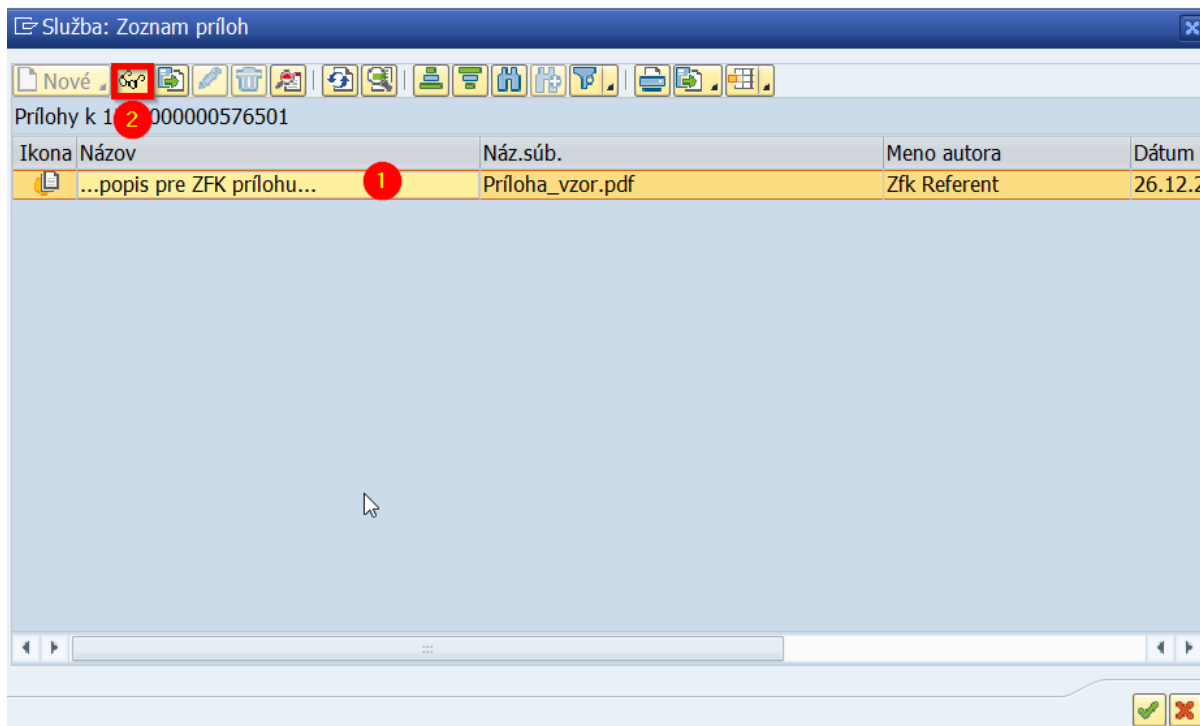 Služba: Zoznam príloh
Nové
Prílohy k 1 000000576501
2
Ikona Názov Náz.súb. Meno autora Dátum
...popis pre ZFK prílohu... 1 Príloha_vzor.pdf Zfk Referent 26.12.2